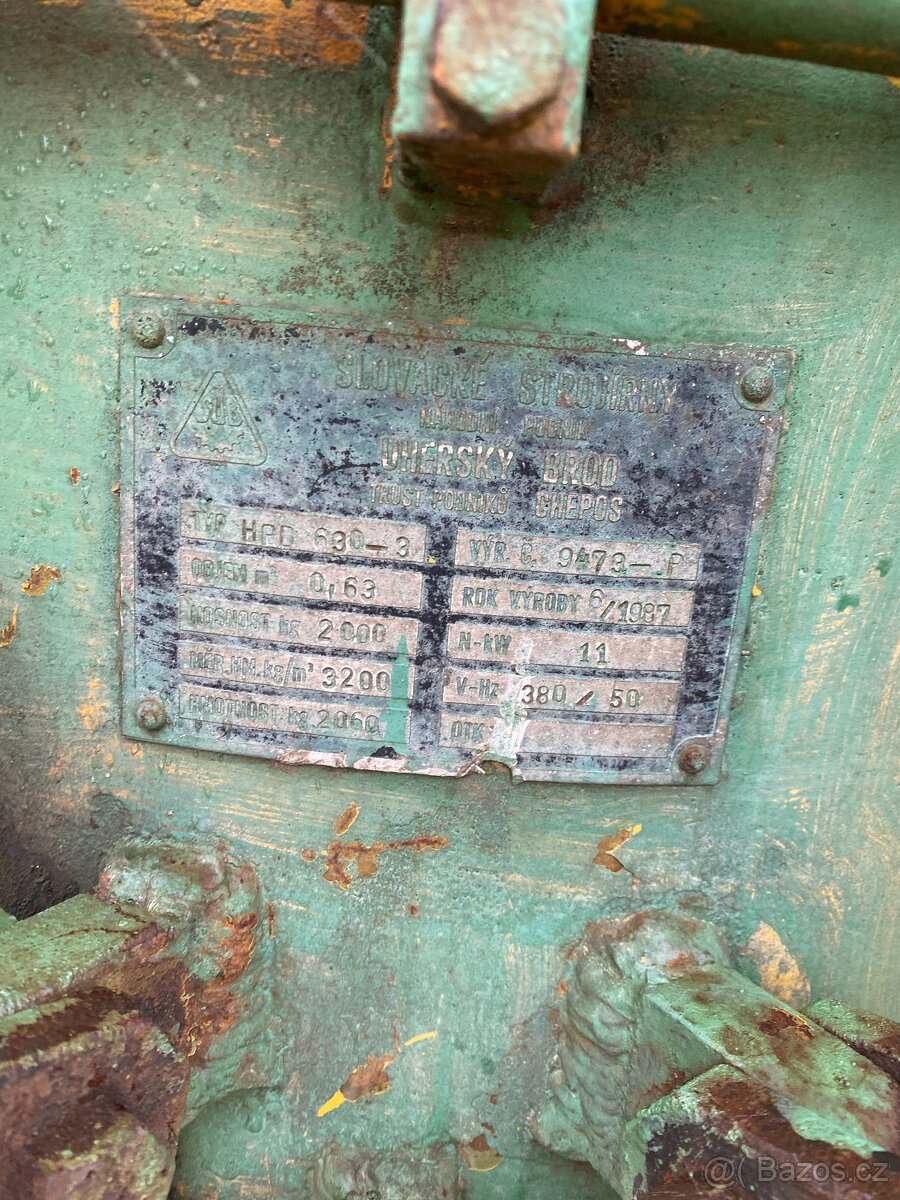 SUB
SLOVÁCKÉ STROJÍRNY
NÁRODNÍ PODNIK
UHERSKÝ BROD
TRUST PODNIKŮ CHEPOS
TYP HPD 630-3
OBJEM m³ 0,63
NOSNOST kg 2000
MĚR.HM.kg/m³ 3200
HMOTNOST kg 2060
VÝR.Č. 9473-.P
ROK VÝROBY 6/1987
N-kW 11
V-Hz 380/50
OTK
@( Bazos.cz